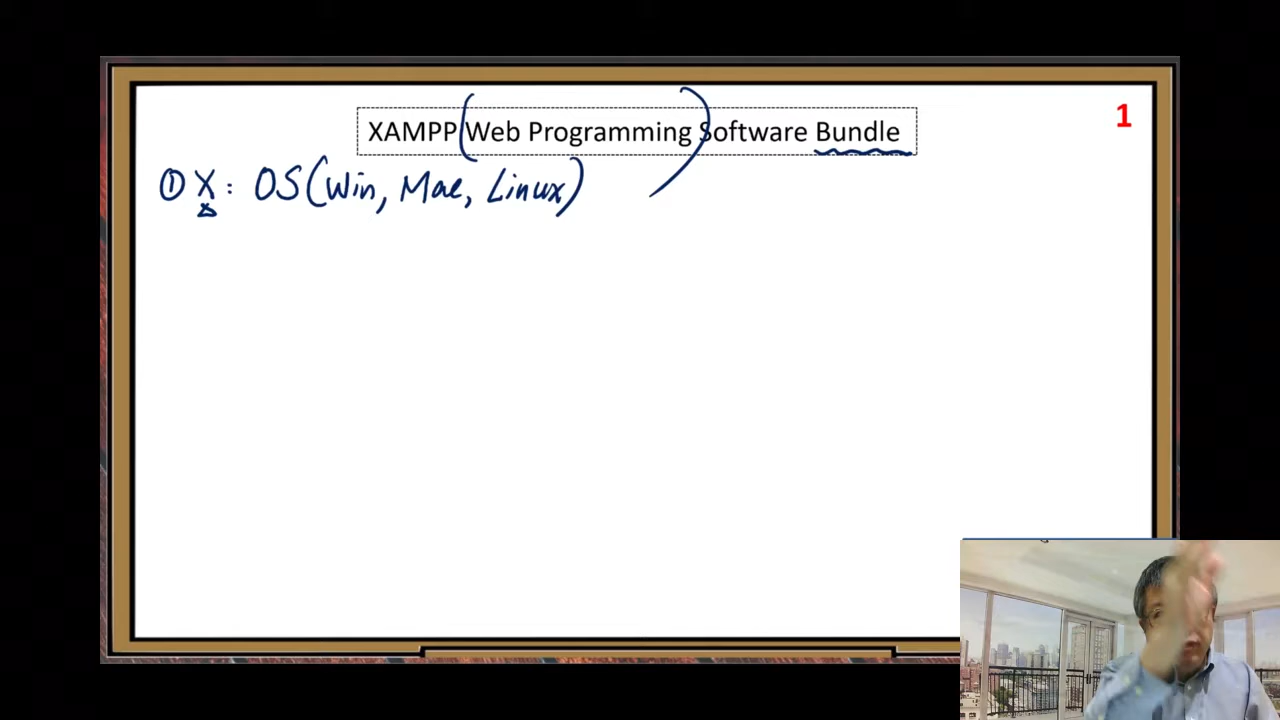 XAMPP (Web Programming) Software Bundle
1
① X : OS (Win, Mac, Linux)